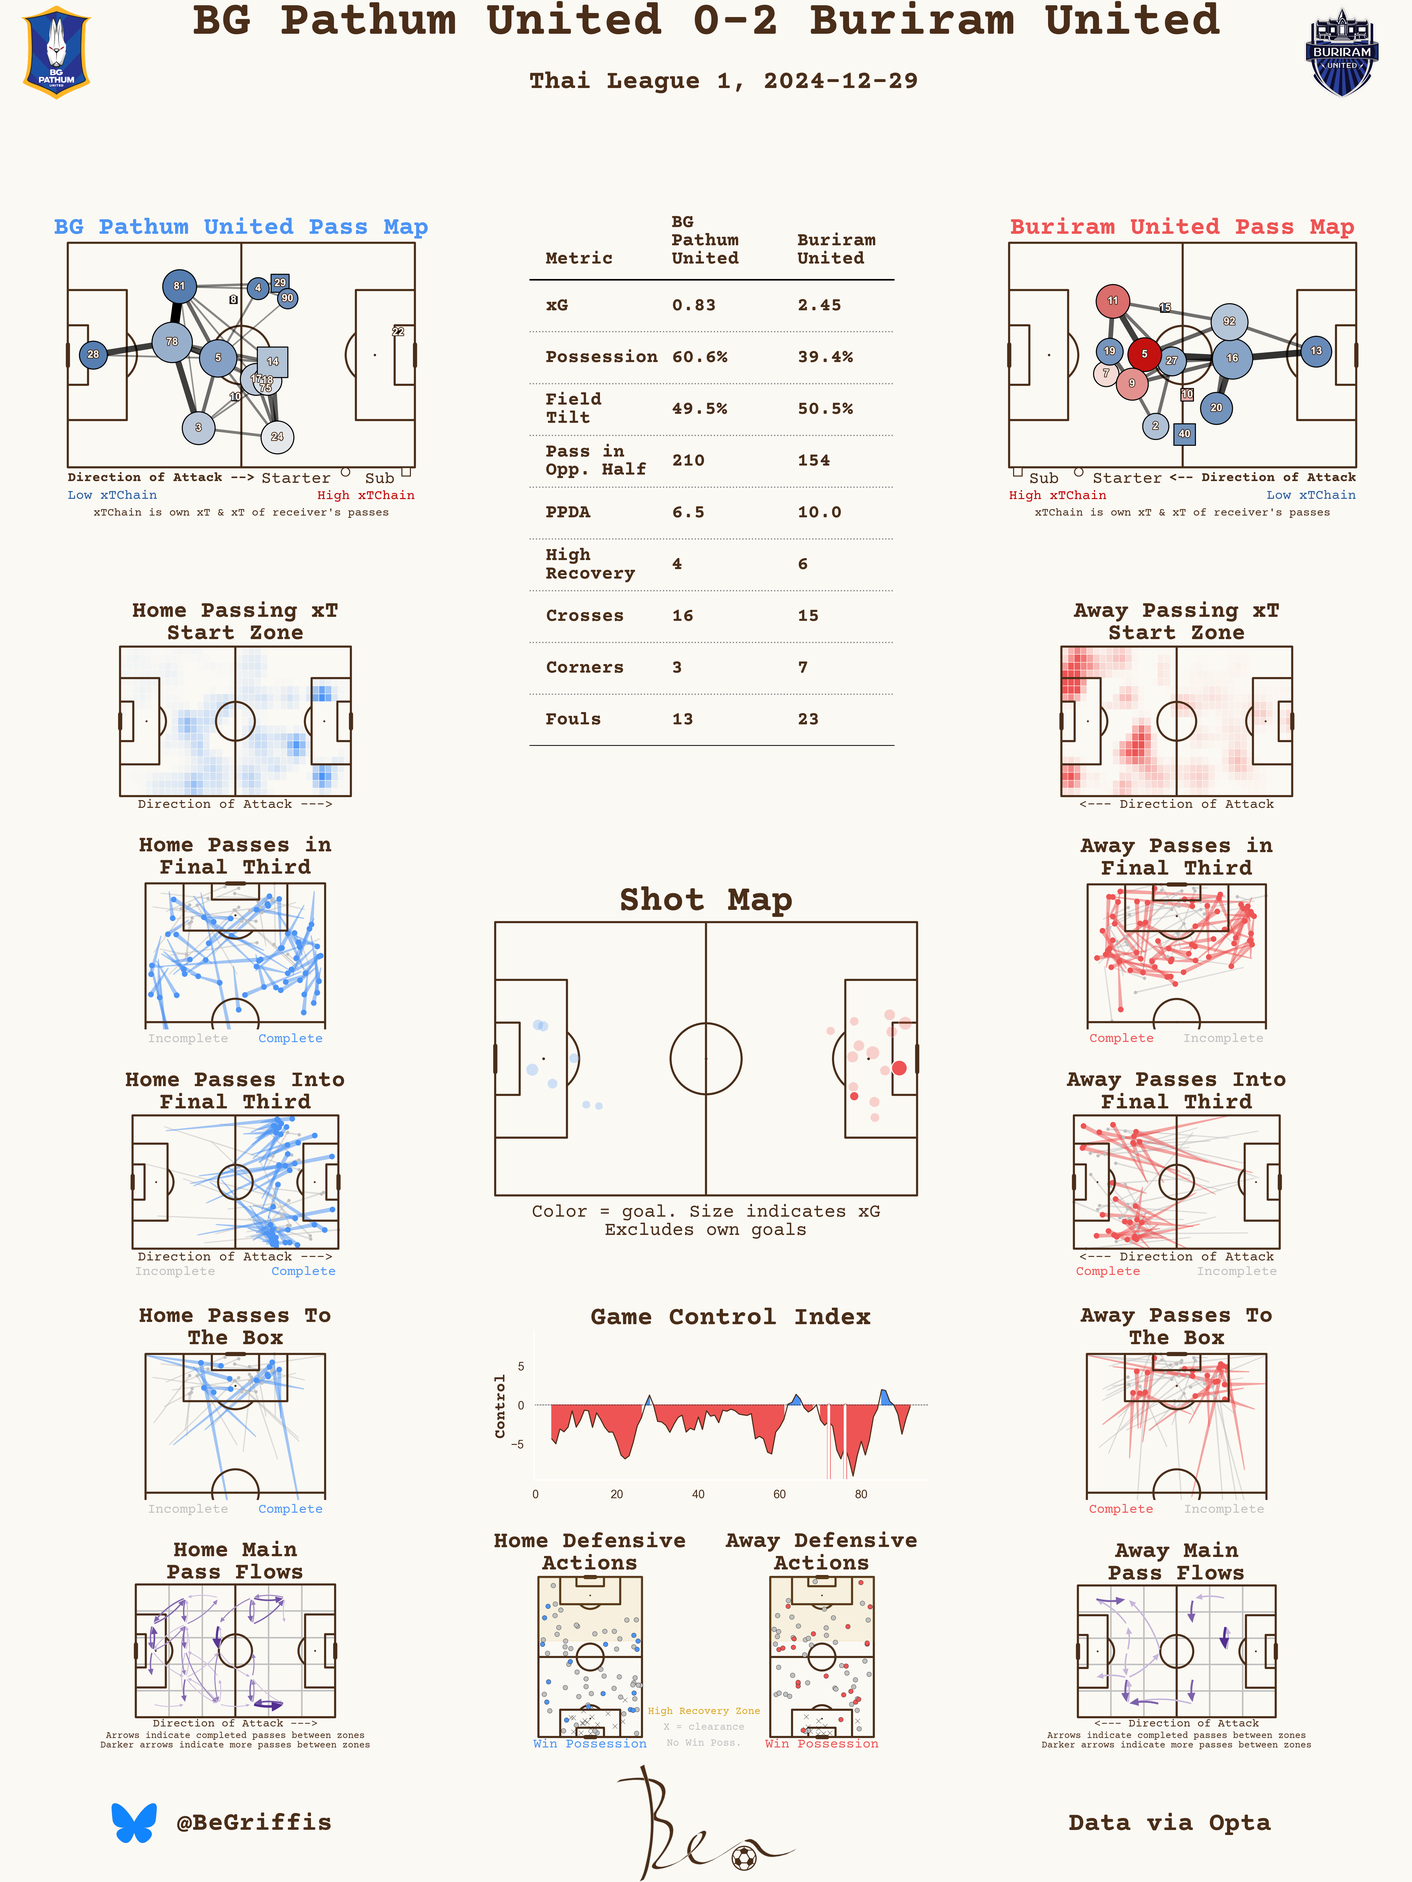 BG Pathum United 0-2 Buriram United
Thai League 1, 2024-12-29
BG
PATHUM
UNITED
BURIRAM
UNITED
BG Pathum United Pass Map
81
4
29
90
8
78
28
5
14
22
17
18
75
10
3
24
Direction of Attack --> Starter Sub
Low xTChain High xTChain
xTChain is own xT & xT of receiver's passes
Metric BG Pathum United Buriram United
xG 0.83 2.45
Possession 60.6% 39.4%
Field Tilt 49.5% 50.5%
Pass in Opp. Half 210 154
PPDA 6.5 10.0
High Recovery 4 6
Crosses 16 15
Corners 3 7
Fouls 13 23
Buriram United Pass Map
11
15
92
19
5
27
16
13
7
9
10
20
2
40
Sub Starter <-- Direction of Attack
High xTChain Low xTChain
xTChain is own xT & xT of receiver's passes
Home Passing xT
Start Zone
Direction of Attack --->
Away Passing xT
Start Zone
<--- Direction of Attack
Home Passes in
Final Third
Incomplete Complete
Away Passes in
Final Third
Complete Incomplete
Shot Map
Color = goal. Size indicates xG
Excludes own goals
Home Passes Into
Final Third
Direction of Attack --->
Incomplete Complete
Away Passes Into
Final Third
<--- Direction of Attack
Complete Incomplete
Home Passes To
The Box
Incomplete Complete
Game Control Index
Control
5
0
−5
0 20 40 60 80
Away Passes To
The Box
Complete Incomplete
Home Main
Pass Flows
Direction of Attack --->
Arrows indicate completed passes between zones
Darker arrows indicate more passes between zones
Home Defensive
Actions
Win Possession
Away Defensive
Actions
Win Possession
High Recovery Zone
X = clearance
No Win Poss.
Away Main
Pass Flows
<--- Direction of Attack
Arrows indicate completed passes between zones
Darker arrows indicate more passes between zones
@BeGriffis
Ben
Data via Opta